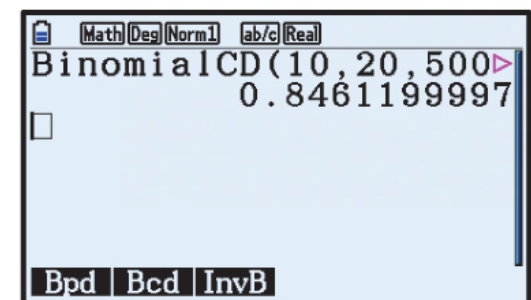 Math Deg Norm1 ab/c Real
BinomialCD(10,20,500
0.8461199997
Bpd Bcd InvB